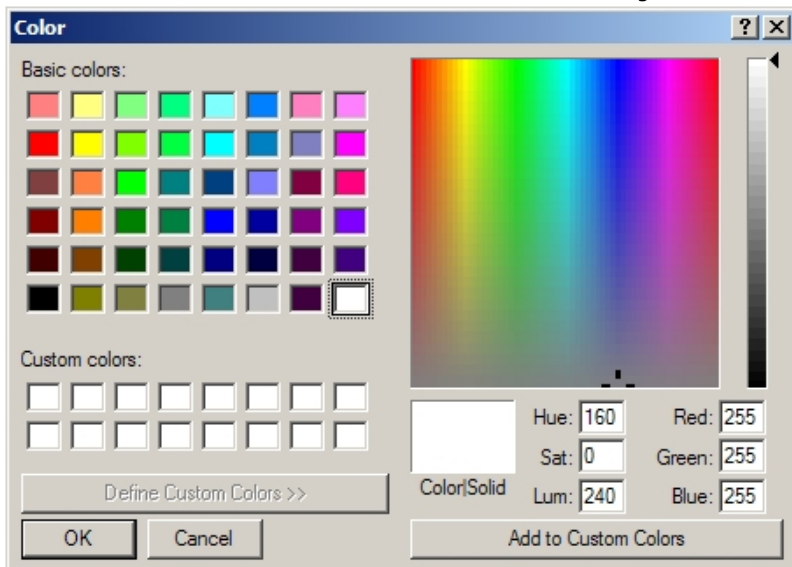 Color
Basic colors:
Custom colors:
Define Custom Colors >>
OK Cancel
Color|Solid
Hue: 160 Red: 255
Sat: 0 Green: 255
Lum: 240 Blue: 255
Add to Custom Colors